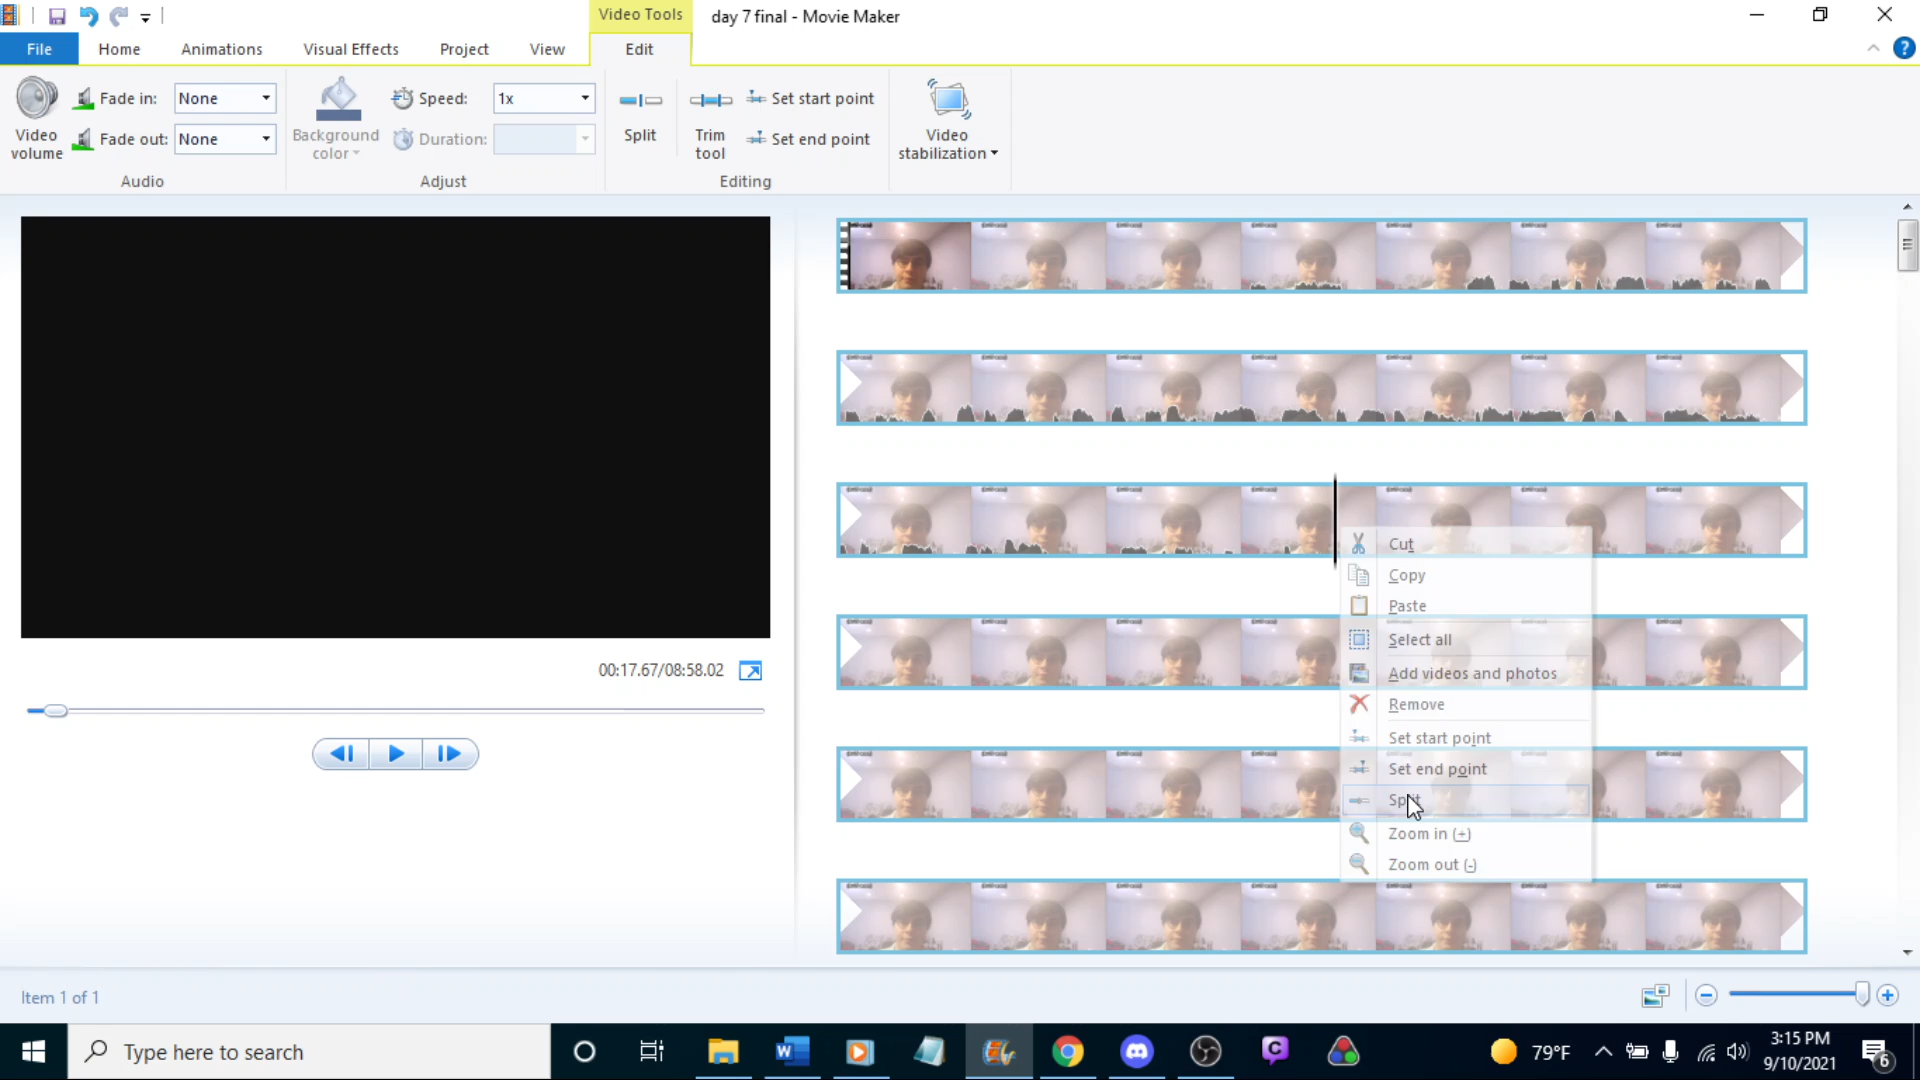 Video Tools
day 7 final - Movie Maker
File
Home
Animations
Visual Effects
Project
View
Edit
Video
volume
Fade in: None
Fade out: None
Audio
Background
color
Speed: 1x
Duration:
Adjust
Split
Trim
tool
Set start point
Set end point
Editing
Video
stabilization
00:17.67/08:58.02
Cut
Copy
Paste
Select all
Add videos and photos
Remove
Set start point
Set end point
Split
Zoom in (+)
Zoom out (-)
Item 1 of 1
Type here to search
79°F
3:15 PM
9/10/2021
6